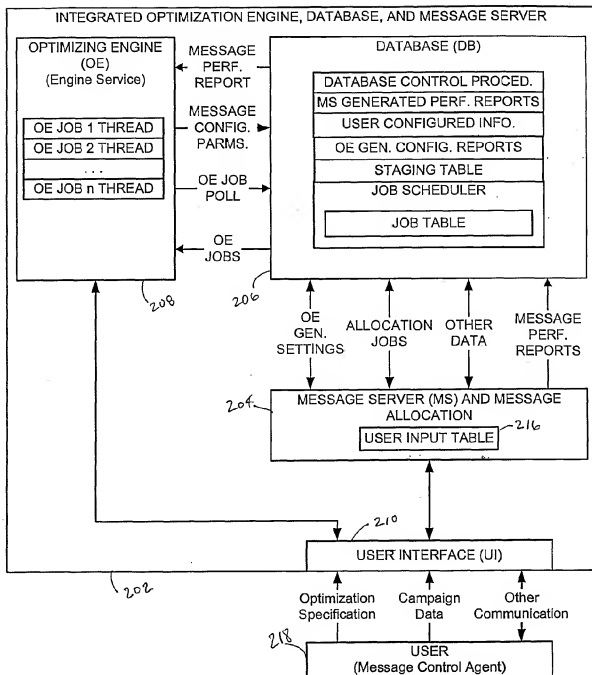 INTEGRATED OPTIMIZATION ENGINE, DATABASE, AND MESSAGE SERVER
OPTIMIZING ENGINE
(OE)
(Engine Service)
OE JOB 1 THREAD
OE JOB 2 THREAD
. . .
OE JOB n THREAD
208
MESSAGE
PERF.
REPORT
MESSAGE
CONFIG.
PARMS.
OE JOB
POLL
OE
JOBS
206
DATABASE (DB)
DATABASE CONTROL PROCED.
MS GENERATED PERF. REPORTS
USER CONFIGURED INFO.
OE GEN. CONFIG. REPORTS
STAGING TABLE
JOB SCHEDULER
JOB TABLE
OE
GEN.
SETTINGS
ALLOCATION
JOBS
OTHER
DATA
MESSAGE
PERF.
REPORTS
204
MESSAGE SERVER (MS) AND MESSAGE
ALLOCATION
USER INPUT TABLE
216
210
USER INTERFACE (UI)
202
Optimization
Specification
Campaign
Data
Other
Communication
218
USER
(Message Control Agent)